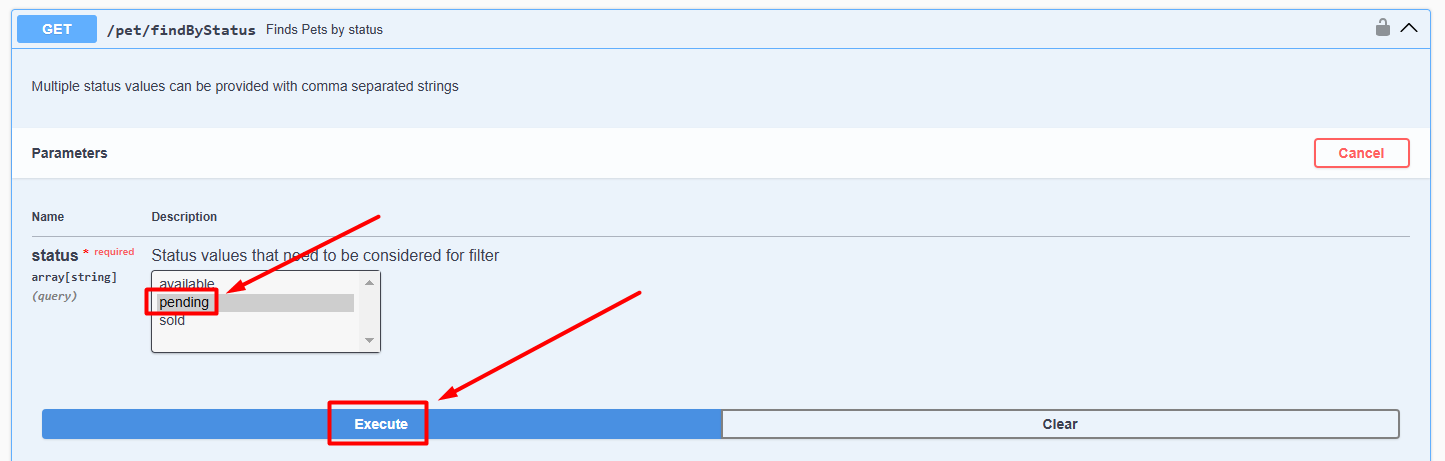 GET /pet/findByStatus Finds Pets by status
Multiple status values can be provided with comma separated strings
Parameters Cancel
Name Description
status * required Status values that need to be considered for filter
array[string]
(query)
available
pending
sold
Execute Clear